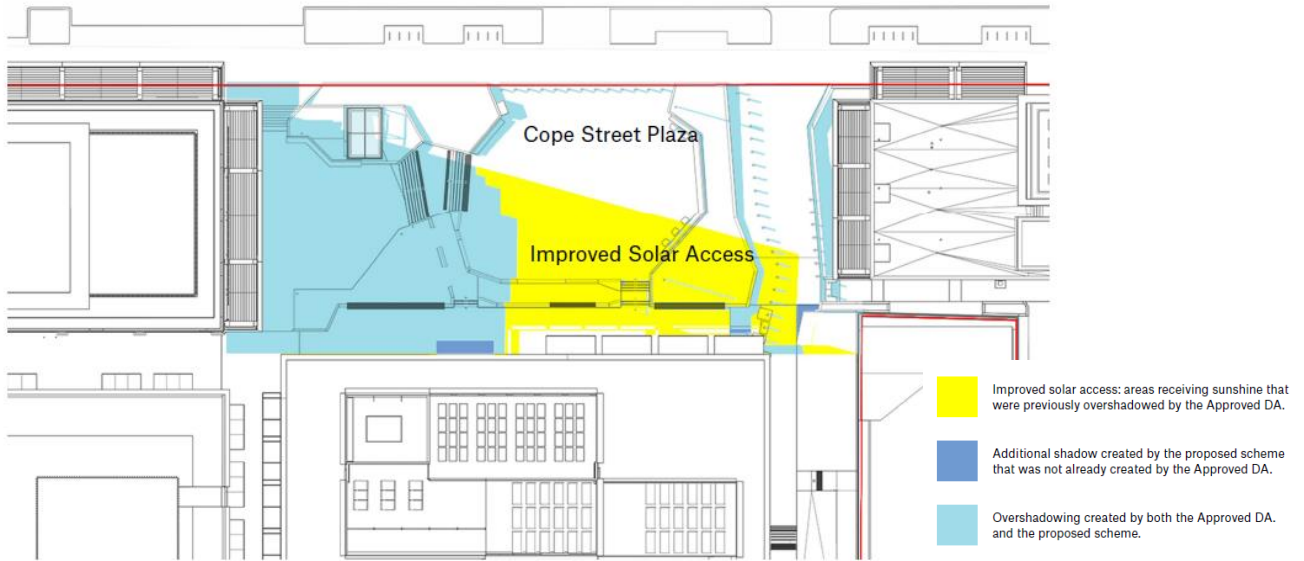 Cope Street Plaza
Improved Solar Access
Improved solar access: areas receiving sunshine that
were previously overshadowed by the Approved DA.
Additional shadow created by the proposed scheme
that was not already created by the Approved DA.
Overshadowing created by both the Approved DA.
and the proposed scheme.